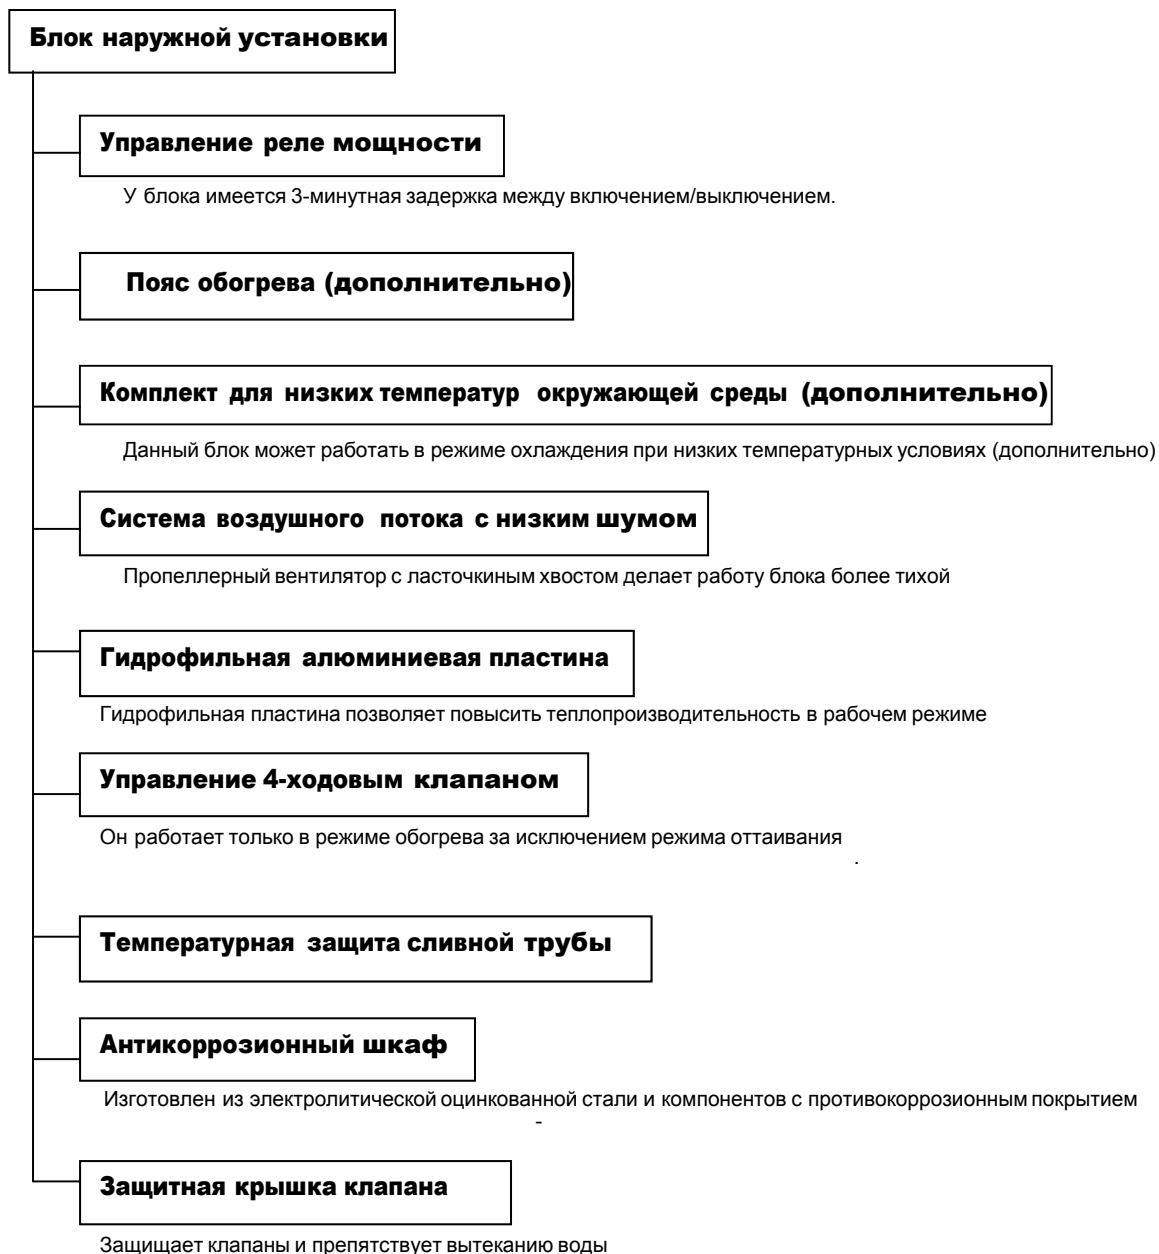 Блок наружной установки
Управление реле мощности
У блока имеется 3-минутная задержка между включением/выключением.
Пояс обогрева (дополнительно)
Комплект для низких температур окружающей среды (дополнительно)
Данный блок может работать в режиме охлаждения при низких температурных условиях (дополнительно)
Система воздушного потока с низким шумом
Пропеллерный вентилятор с ласточкиным хвостом делает работу блока более тихой
Гидрофильная алюминиевая пластина
Гидрофильная пластина позволяет повысить теплопроизводительность в рабочем режиме
Управление 4-ходовым клапаном
Он работает только в режиме обогрева за исключением режима оттаивания
.
Температурная защита сливной трубы
Антикоррозионный шкаф
Изготовлен из электролитической оцинкованной стали и компонентов с противокоррозионным покрытием
-
Защитная крышка клапана
Защищает клапаны и препятствует вытеканию воды